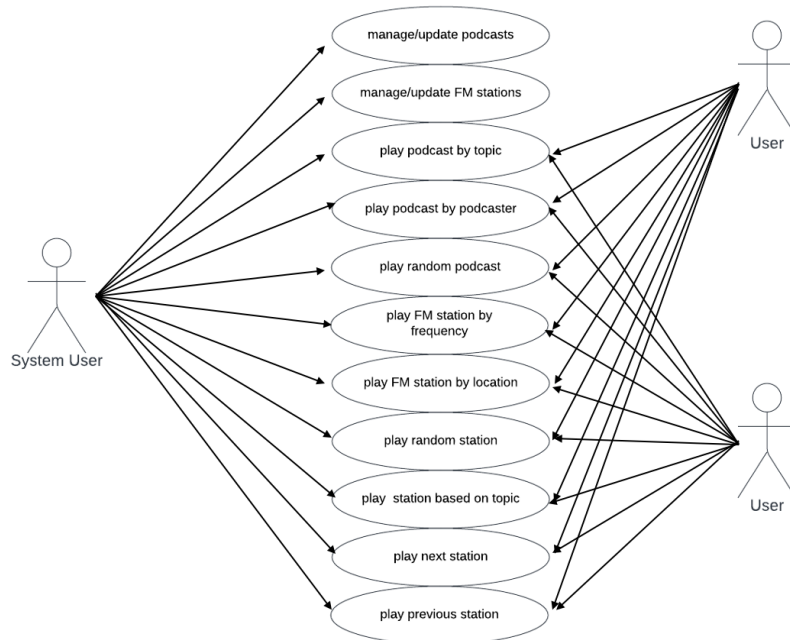 manage/update podcasts
User
manage/update FM stations
play podcast by topic
play podcast by podcaster
play random podcast
play FM station by
frequency
System User
play FM station by location
play random station
play station based on topic
User
play next station
play previous station